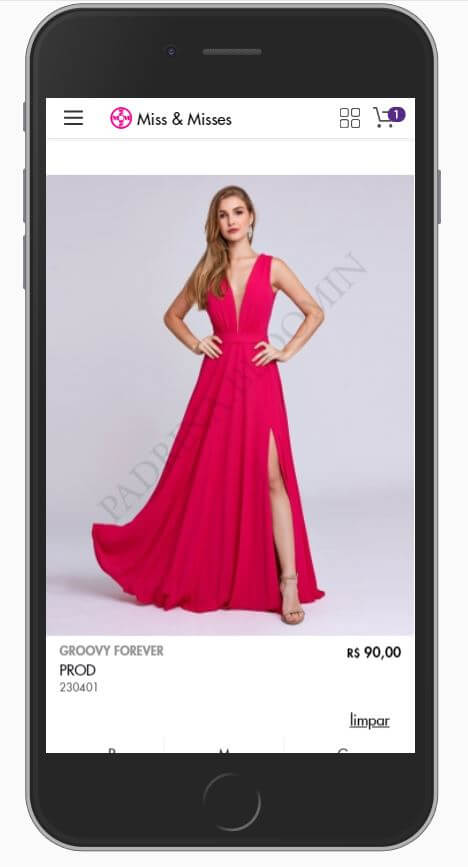 Miss & Misses
1
GROOVY FOREVER
R$ 90,00
PROD
230401
limpar